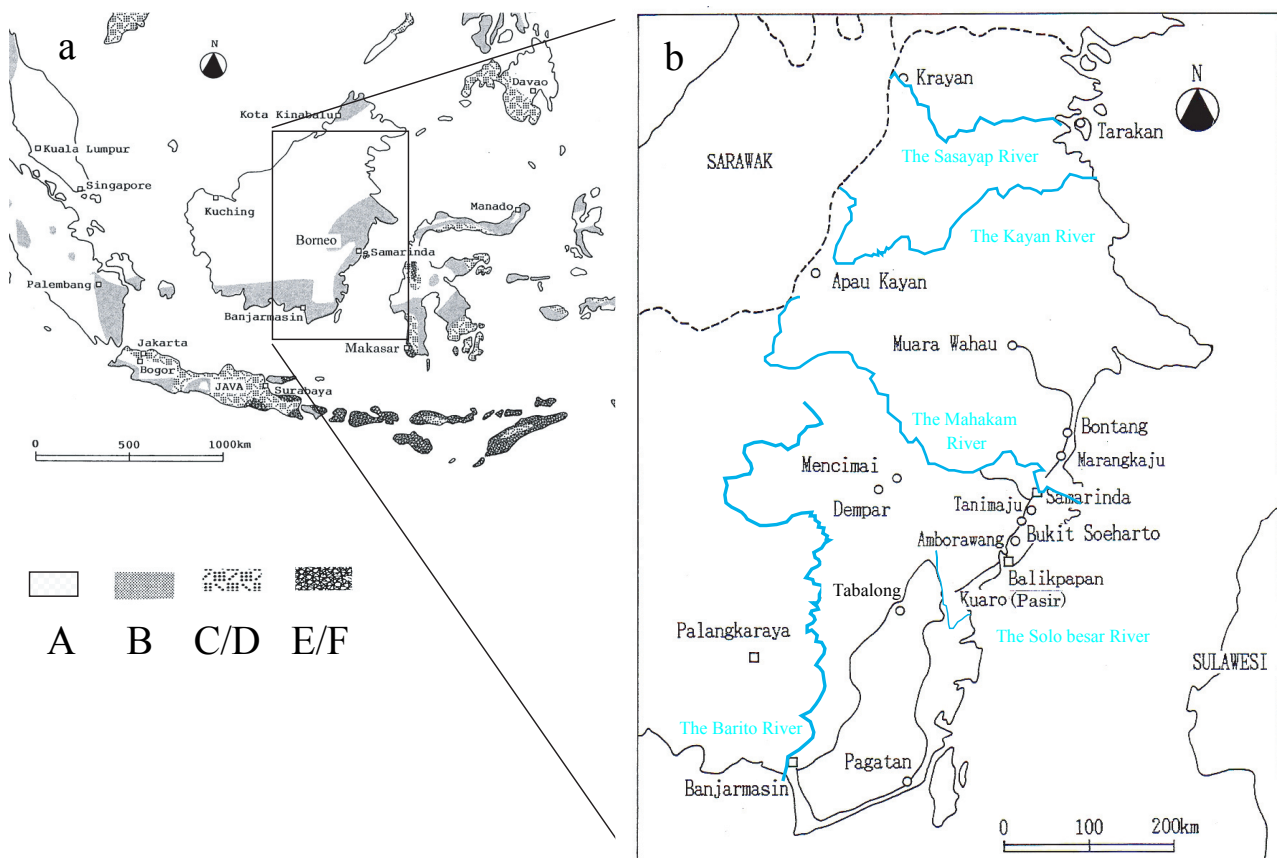 a
N
Davao
Kota Kinabalu
Kuala Lumpur
Singapore
Kuching
Manado
Borneo
Samarinda
Palembang
Banjarmasin
Makasar
Jakarta
Bogor
JAVA
Surabaya
0 500 1000km
A B C/D E/F
b
N
Krayan
Tarakan
The Sasayap River
SARAWAK
The Kayan River
Apau Kayan
Muara Wahau
The Mahakam
River
Bontang
Marangkaju
Mencimai
Dempar
Samarinda
Tanimaju
Bukit Soeharto
Amborawang
Balikpapan
Tabalong
Kuaro (Pasir)
Palangkaraya
The Solo besar River
SULAWESI
The Barito River
Pagatan
Banjarmasin
0 100 200km